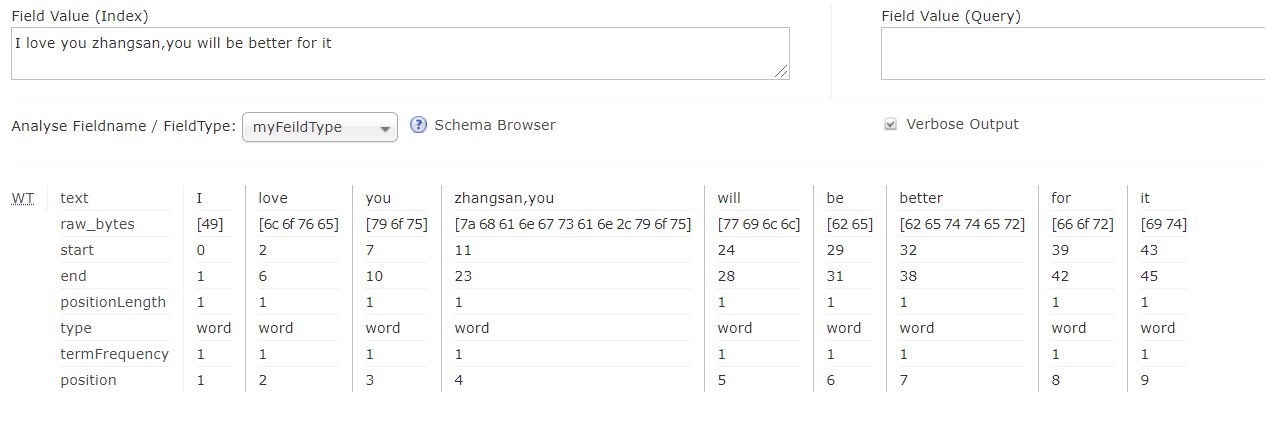 Field Value (Index) Field Value (Query)
I love you zhangsan,you will be better for it
Analyse Fieldname / FieldType: myFeildType ? Schema Browser Verbose Output
WT text I love you zhangsan,you will be better for it
raw_bytes [49] [6c 6f 76 65] [79 6f 75] [7a 68 61 6e 67 73 61 6e 2c 79 6f 75] [77 69 6c 6c] [62 65] [62 65 74 74 65 72] [66 6f 72] [69 74]
start 0 2 7 11 24 29 32 39 43
end 1 6 10 23 28 31 38 42 45
positionLength 1 1 1 1 1 1 1 1 1
type word word word word word word word word word
termFrequency 1 1 1 1 1 1 1 1 1
position 1 2 3 4 5 6 7 8 9